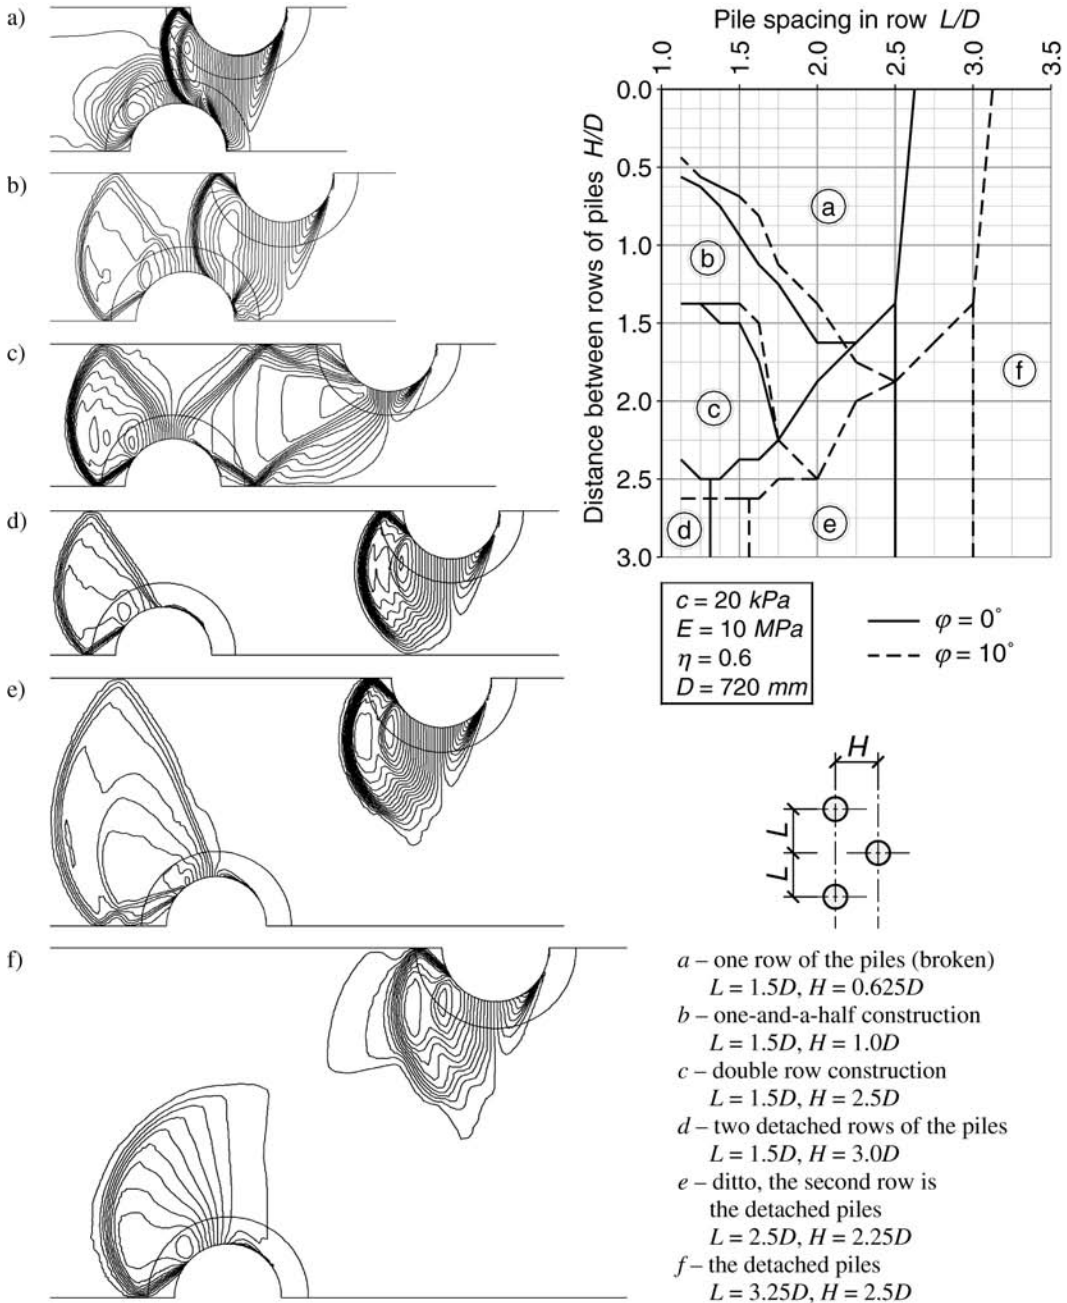 a)
b)
c)
d)
e)
f)
Pile spacing in row L/D
1.0 1.5 2.0 2.5 3.0 3.5
Distance between rows of piles H/D
0.0
0.5
1.0
1.5
2.0
2.5
3.0
a
b
c
d
e
f
c = 20 kPa
E = 10 MPa
η = 0.6
D = 720 mm
φ = 0°
φ = 10°
H
L
L
a – one row of the piles (broken)
L = 1.5D, H = 0.625D
b – one-and-a-half construction
L = 1.5D, H = 1.0D
c – double row construction
L = 1.5D, H = 2.5D
d – two detached rows of the piles
L = 1.5D, H = 3.0D
e – ditto, the second row is
the detached piles
L = 2.5D, H = 2.25D
f – the detached piles
L = 3.25D, H = 2.5D